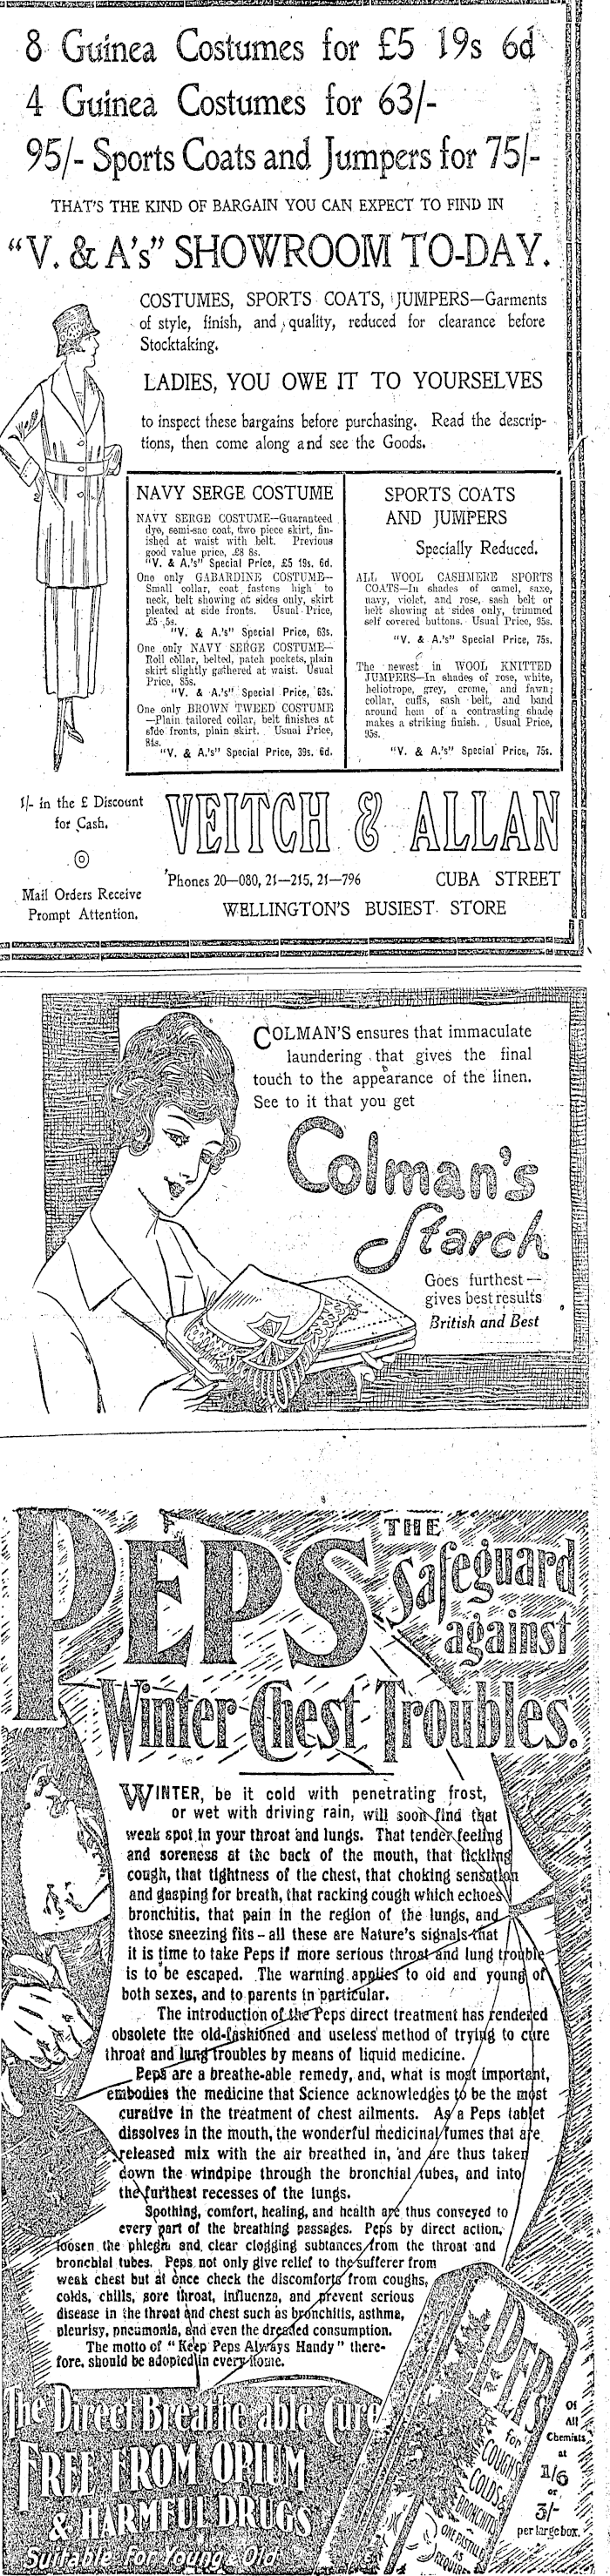 8 Guinea Costumes for £5 19s 6d
4 Guinea Costumes for 63/-
95/- Sports Coats and Jumpers for 75/-
THAT'S THE KIND OF BARGAIN YOU CAN EXPECT TO FIND IN
"V. & A's" SHOWROOM TO-DAY.
COSTUMES, SPORTS COATS, JUMPERS—Garments
of style, finish, and quality, reduced for clearance before
Stocktaking.
LADIES, YOU OWE IT TO YOURSELVES
to inspect these bargains before purchasing. Read the descrip-
tions, then come along and see the Goods.
NAVY SERGE COSTUME
NAVY SERGE COSTUME—Guaranteed
dye, semi-sac coat, two piece skirt, fin-
ished at waist with belt. Previous
good value price, £8 8s.
"V. & A.'s" Special Price, £5 19s. 6d.
One only GABARDINE COSTUME—
Small collar, coat fastens high to
neck, belt showing at sides only, skirt
pleated at side fronts. Usual Price,
£5 5s.
"V. & A.'s" Special Price, 63s.
One only NAVY SERGE COSTUME—
Roll collar, belted, patch pockets, plain
skirt slightly gathered at waist. Usual
Price, 85s.
"V. & A.'s" Special Price, 63s.
One only BROWN TWEED COSTUME
—Plain tailored collar, belt finishes at
side fronts, plain skirt. Usual Price,
84s.
"V. & A.'s" Special Price, 39s. 6d.
SPORTS COATS
AND JUMPERS
Specially Reduced.
ALL WOOL CASHMERE SPORTS
COATS—In shades of camel, saxe,
navy, violet, and rose, sash belt or
belt showing at sides only, trimmed
self covered buttons. Usual Price, 95s.
"V. & A.'s" Special Price, 75s.
The newest in WOOL KNITTED
JUMPERS—In shades of rose, white,
heliotrope, grey, creme, and fawn;
collar, cuffs, sash belt, and band
around hem of a contrasting shade
makes a striking finish. Usual Price,
95s.
"V. & A.'s" Special Price, 75s.
1/- in the £ Discount
for Cash.
Mail Orders Receive
Prompt Attention.
VEITCH & ALLAN
'Phones 20—080, 21—215, 21—796 CUBA STREET
WELLINGTON'S BUSIEST STORE
COLMAN'S ensures that immaculate
laundering that gives the final
touch to the appearance of the linen.
See to it that you get
Colman's
Starch
Goes furthest—
gives best results
British and Best
PEPS THE
Safeguard
against
Winter Chest Troubles.
WINTER, be it cold with penetrating frost,
or wet with driving rain, will soon find that
weak spot in your throat and lungs. That tender feeling
and soreness at the back of the mouth, that tickling
cough, that tightness of the chest, that choking sensation
and gasping for breath, that racking cough which echoes
bronchitis, that pain in the region of the lungs, and
those sneezing fits – all these are Nature's signals that
it is time to take Peps if more serious throat and lung trouble
is to be escaped. The warning applies to old and young of
both sexes, and to parents in particular.
The introduction of the Peps direct treatment has rendered
obsolete the old-fashioned and useless method of trying to cure
throat and lung troubles by means of liquid medicine.
Peps are a breathe-able remedy, and, what is most important,
embodies the medicine that Science acknowledges to be the most
curative in the treatment of chest ailments. As a Peps tablet
dissolves in the mouth, the wonderful medicinal fumes that are
released mix with the air breathed in, and are thus taken
down the windpipe through the bronchial tubes, and into
the furthest recesses of the lungs.
Soothing, comfort, healing, and health are thus conveyed to
every part of the breathing passages. Peps by direct action,
loosen the phlegm and clear clogging subtances from the throat and
bronchial tubes. Peps not only give relief to the sufferer from
weak chest but at once check the discomforts from coughs,
colds, chills, sore throat, influenza, and prevent serious
disease in the throat and chest such as bronchitis, asthma,
pleurisy, pneumonia, and even the dreaded consumption.
The motto of "Keep Peps Always Handy" there-
fore, should be adopted in every home.
The Direct Breathe able Cure
FREE FROM OPIUM
& HARMFUL DRUGS
Suitable for Young & Old
PEPS
for
COUGHS
COLDS &
BRONCHITIS
ONE PASTILLE
AS
REQUIRED
Of
All
Chemists
at
1/6
or
3/-
per large box.